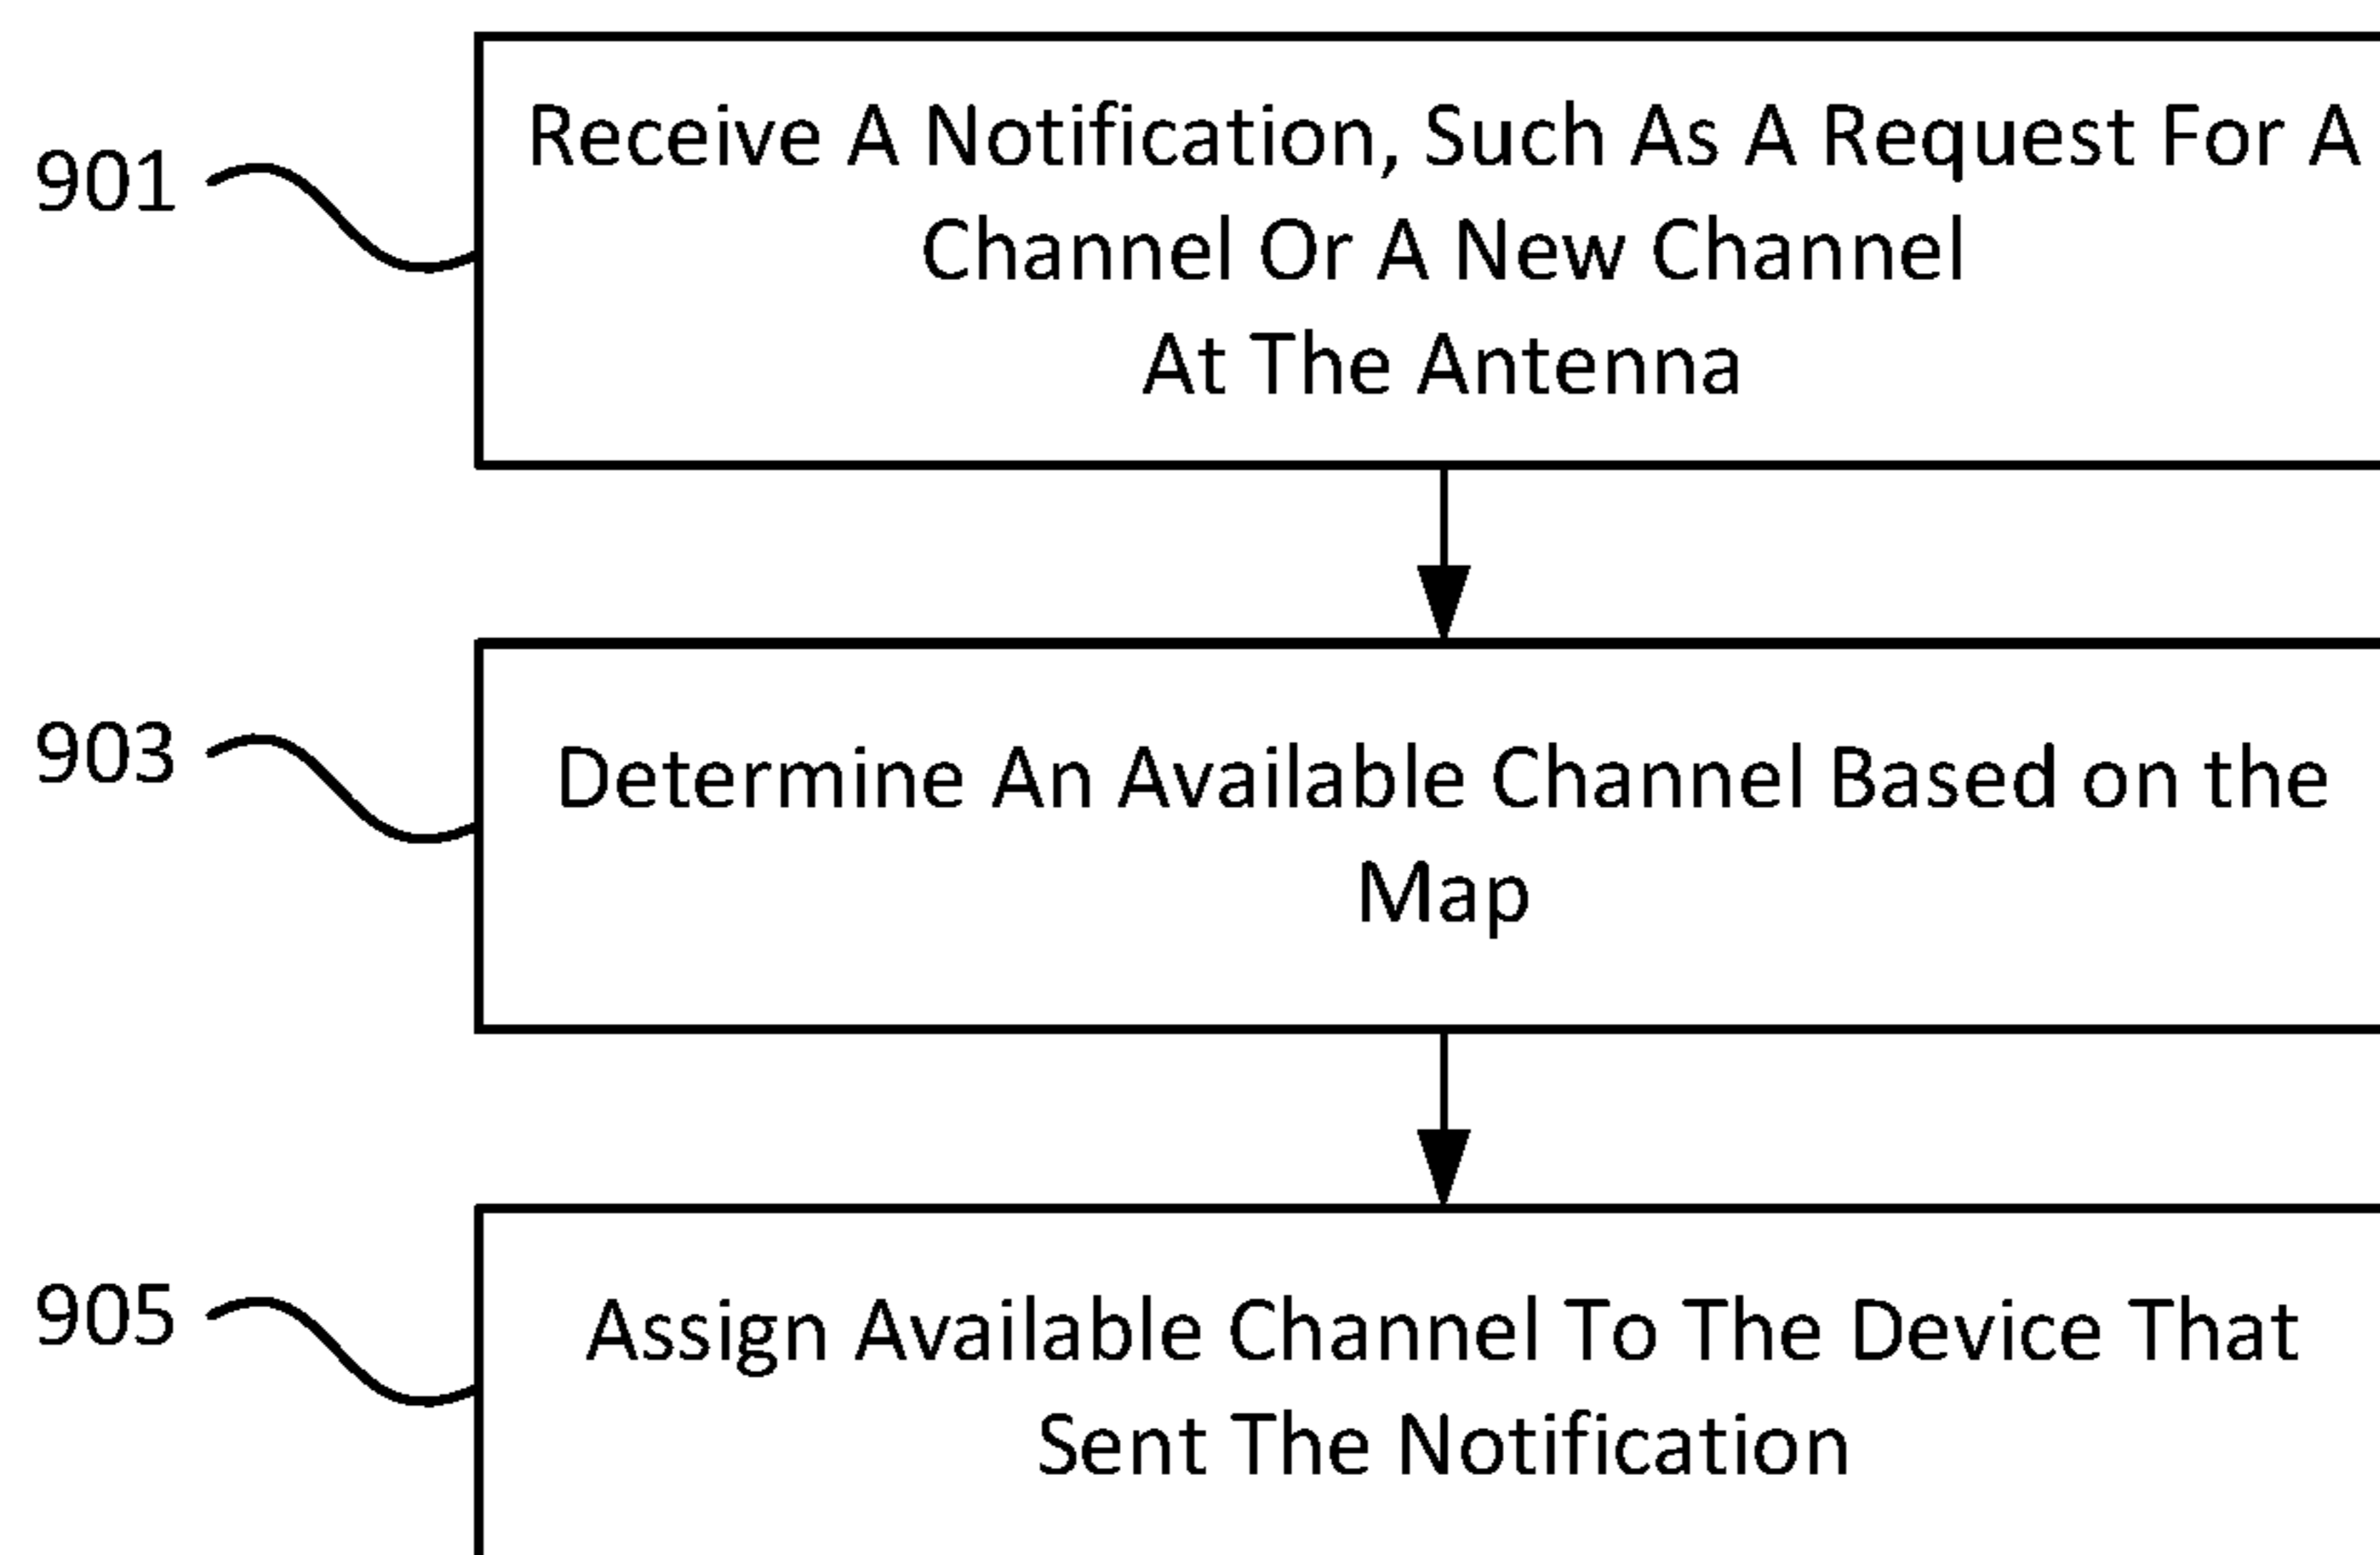 901
Receive A Notification, Such As A Request For A
Channel Or A New Channel
At The Antenna
903
Determine An Available Channel Based on the
Map
905
Assign Available Channel To The Device That
Sent The Notification